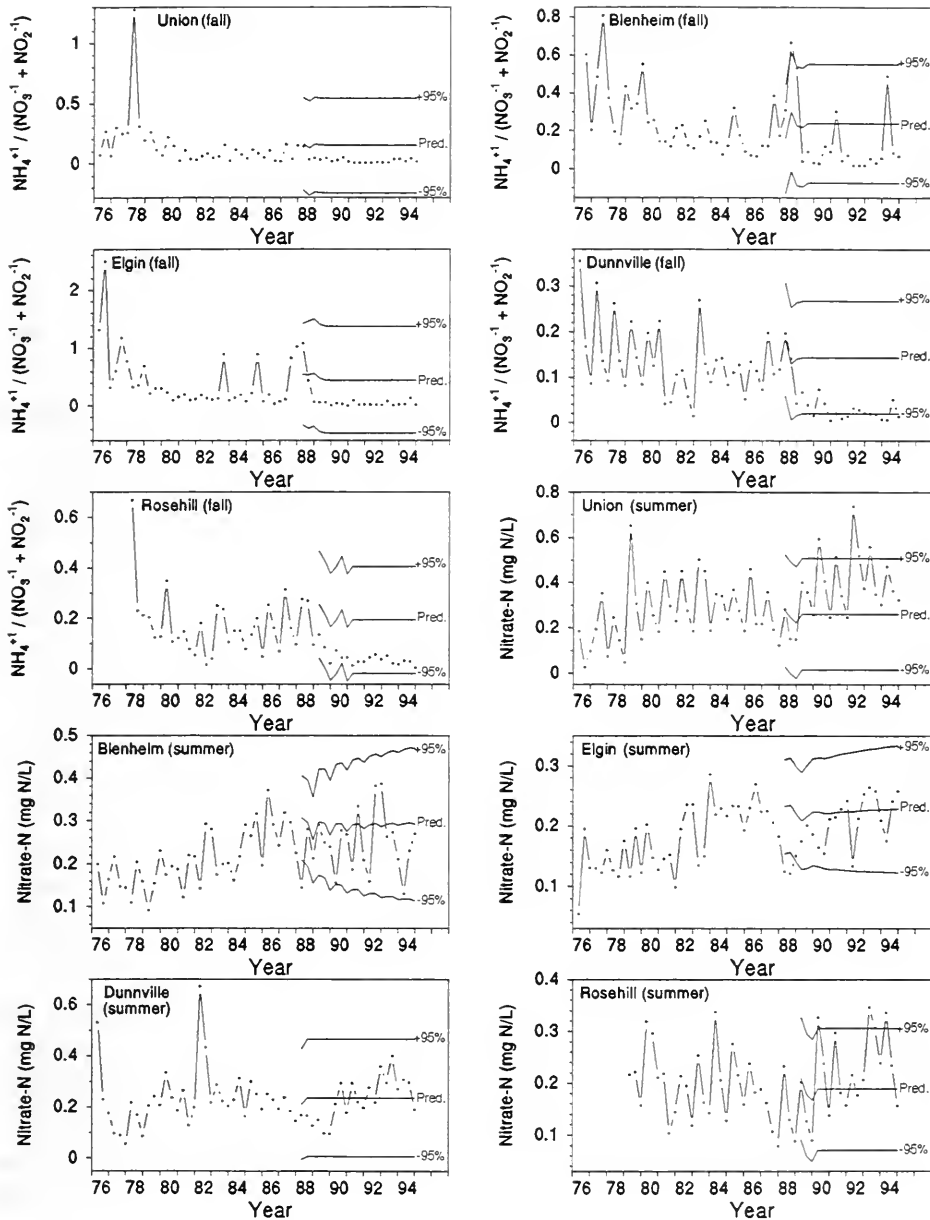 Union (fall)
NH₄⁺¹ / (NO₃⁻¹ + NO₂⁻¹)
1
0.5
0
+95%
Pred.
-95%
76 78 80 82 84 86 88 90 92 94
Year
Blenheim (fall)
NH₄⁺¹ / (NO₃⁻¹ + NO₂⁻¹)
0.8
0.6
0.4
0.2
0
+95%
Pred.
-95%
76 78 80 82 84 86 88 90 92 94
Year
Elgin (fall)
NH₄⁺¹ / (NO₃⁻¹ + NO₂⁻¹)
2
1
0
+95%
Pred.
-95%
76 78 80 82 84 86 88 90 92 94
Year
Dunnville (fall)
NH₄⁺¹ / (NO₃⁻¹ + NO₂⁻¹)
0.3
0.2
0.1
0
+95%
Pred.
-95%
76 78 80 82 84 86 88 90 92 94
Year
Rosehill (fall)
NH₄⁺¹ / (NO₃⁻¹ + NO₂⁻¹)
0.6
0.4
0.2
0
+95%
Pred.
-95%
76 78 80 82 84 86 88 90 92 94
Year
Union (summer)
Nitrate-N (mg N/L)
0.8
0.6
0.4
0.2
0
+95%
Pred.
-95%
76 78 80 82 84 86 88 90 92 94
Year
Blenheim (summer)
Nitrate-N (mg N/L)
0.5
0.4
0.3
0.2
0.1
+95%
Pred.
-95%
76 78 80 82 84 86 88 90 92 94
Year
Elgin (summer)
Nitrate-N (mg N/L)
0.3
0.2
0.1
+95%
Pred.
-95%
76 78 80 82 84 86 88 90 92 94
Year
Dunnville
(summer)
Nitrate-N (mg N/L)
0.6
0.4
0.2
0
+95%
Pred.
-95%
76 78 80 82 84 86 88 90 92 94
Year
Rosehill (summer)
Nitrate-N (mg N/L)
0.4
0.3
0.2
0.1
+95%
Pred.
-95%
76 78 80 82 84 86 88 90 92 94
Year